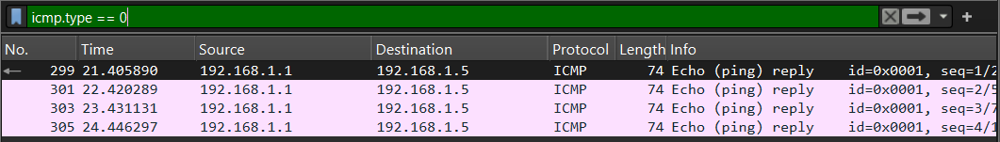 icmp.type == 0
No. Time Source Destination Protocol Length Info
299 21.405890 192.168.1.1 192.168.1.5 ICMP 74 Echo (ping) reply id=0x0001, seq=1/2
301 22.420289 192.168.1.1 192.168.1.5 ICMP 74 Echo (ping) reply id=0x0001, seq=2/5
303 23.431131 192.168.1.1 192.168.1.5 ICMP 74 Echo (ping) reply id=0x0001, seq=3/7
305 24.446297 192.168.1.1 192.168.1.5 ICMP 74 Echo (ping) reply id=0x0001, seq=4/1